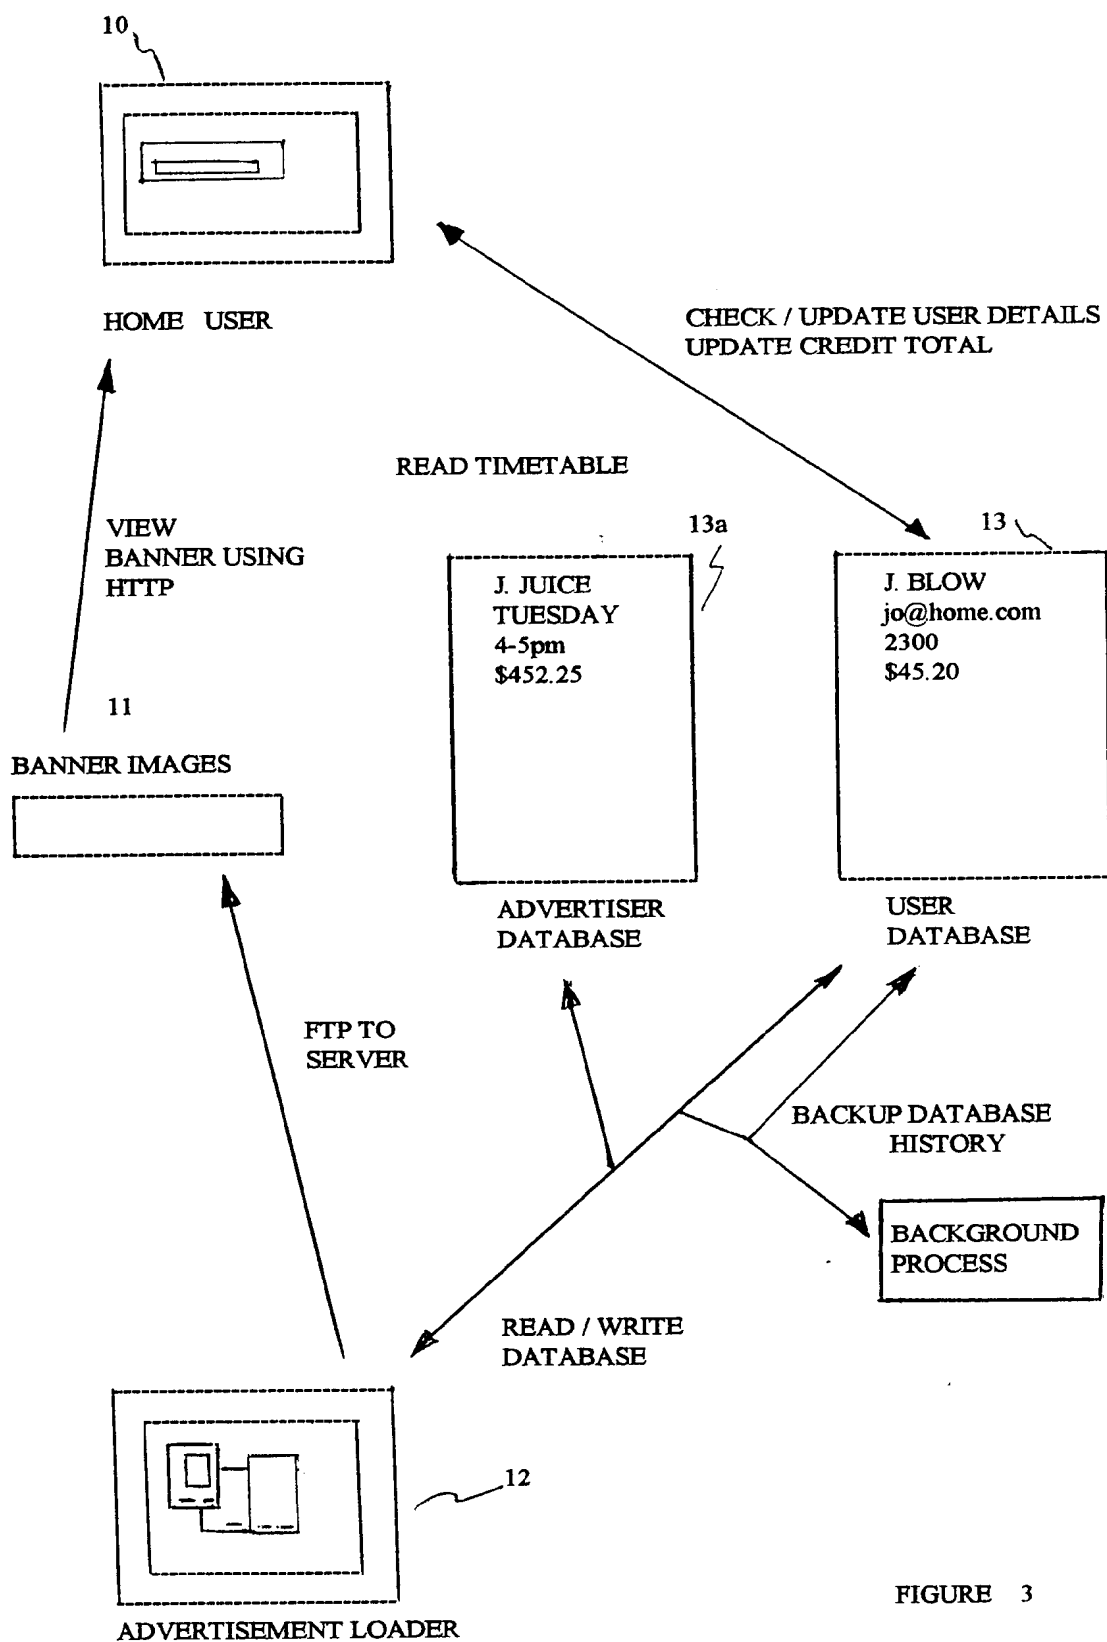 10
HOME USER
CHECK / UPDATE USER DETAILS
UPDATE CREDIT TOTAL
READ TIMETABLE
VIEW
BANNER USING
HTTP
13a
13
J. JUICE
TUESDAY
4-5pm
$452.25
J. BLOW
jo@home.com
2300
$45.20
11
BANNER IMAGES
ADVERTISER
DATABASE
USER
DATABASE
FTP TO
SERVER
BACKUP DATABASE
HISTORY
BACKGROUND
PROCESS
READ / WRITE
DATABASE
12
ADVERTISEMENT LOADER
FIGURE 3